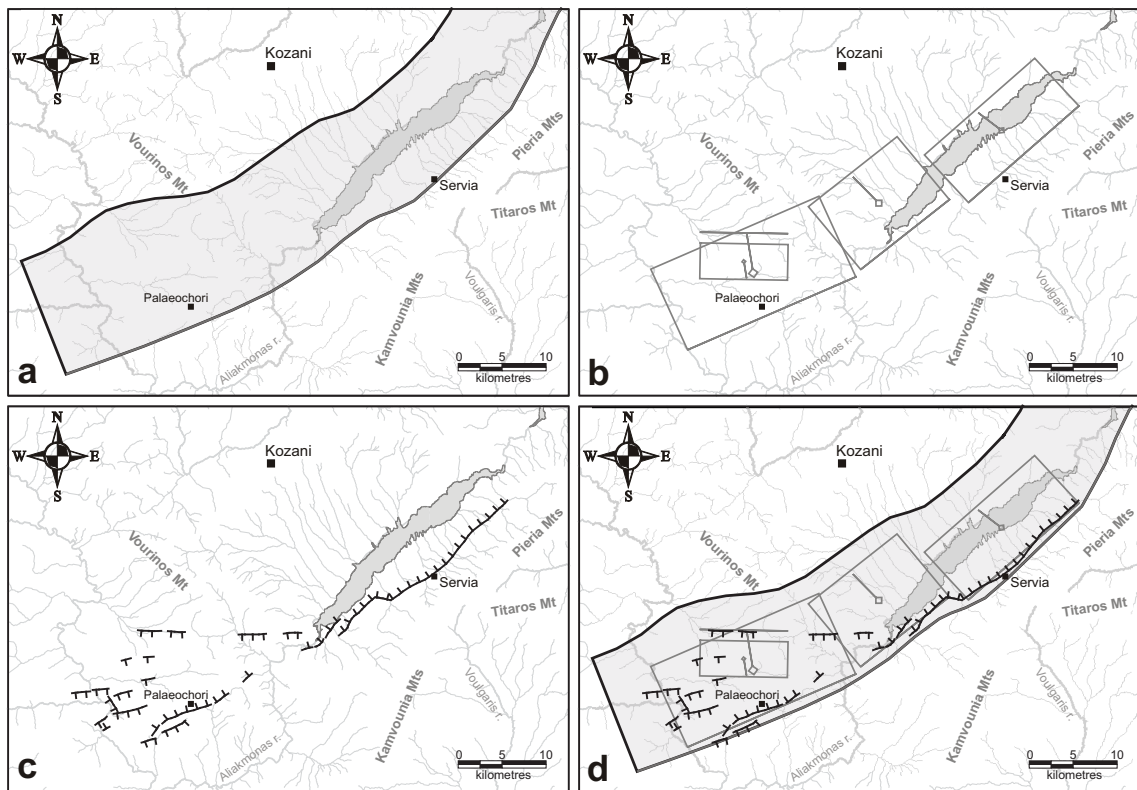 N
W E
S
Kozani
Vourinos Mt
Pieria Mts
Servia
Titaros Mt
Palaeochori
Kamvounia Mts
Voulgaris r.
Aliakmonas r.
0 5 10
kilometres
a
N
W E
S
Kozani
Vourinos Mt
Pieria Mts
Servia
Titaros Mt
Palaeochori
Kamvounia Mts
Voulgaris r.
Aliakmonas r.
0 5 10
kilometres
b
N
W E
S
Kozani
Vourinos Mt
Pieria Mts
Servia
Titaros Mt
Palaeochori
Kamvounia Mts
Voulgaris r.
Aliakmonas r.
0 5 10
kilometres
c
N
W E
S
Kozani
Vourinos Mt
Pieria Mts
Servia
Titaros Mt
Palaeochori
Kamvounia Mts
Voulgaris r.
Aliakmonas r.
0 5 10
kilometres
d